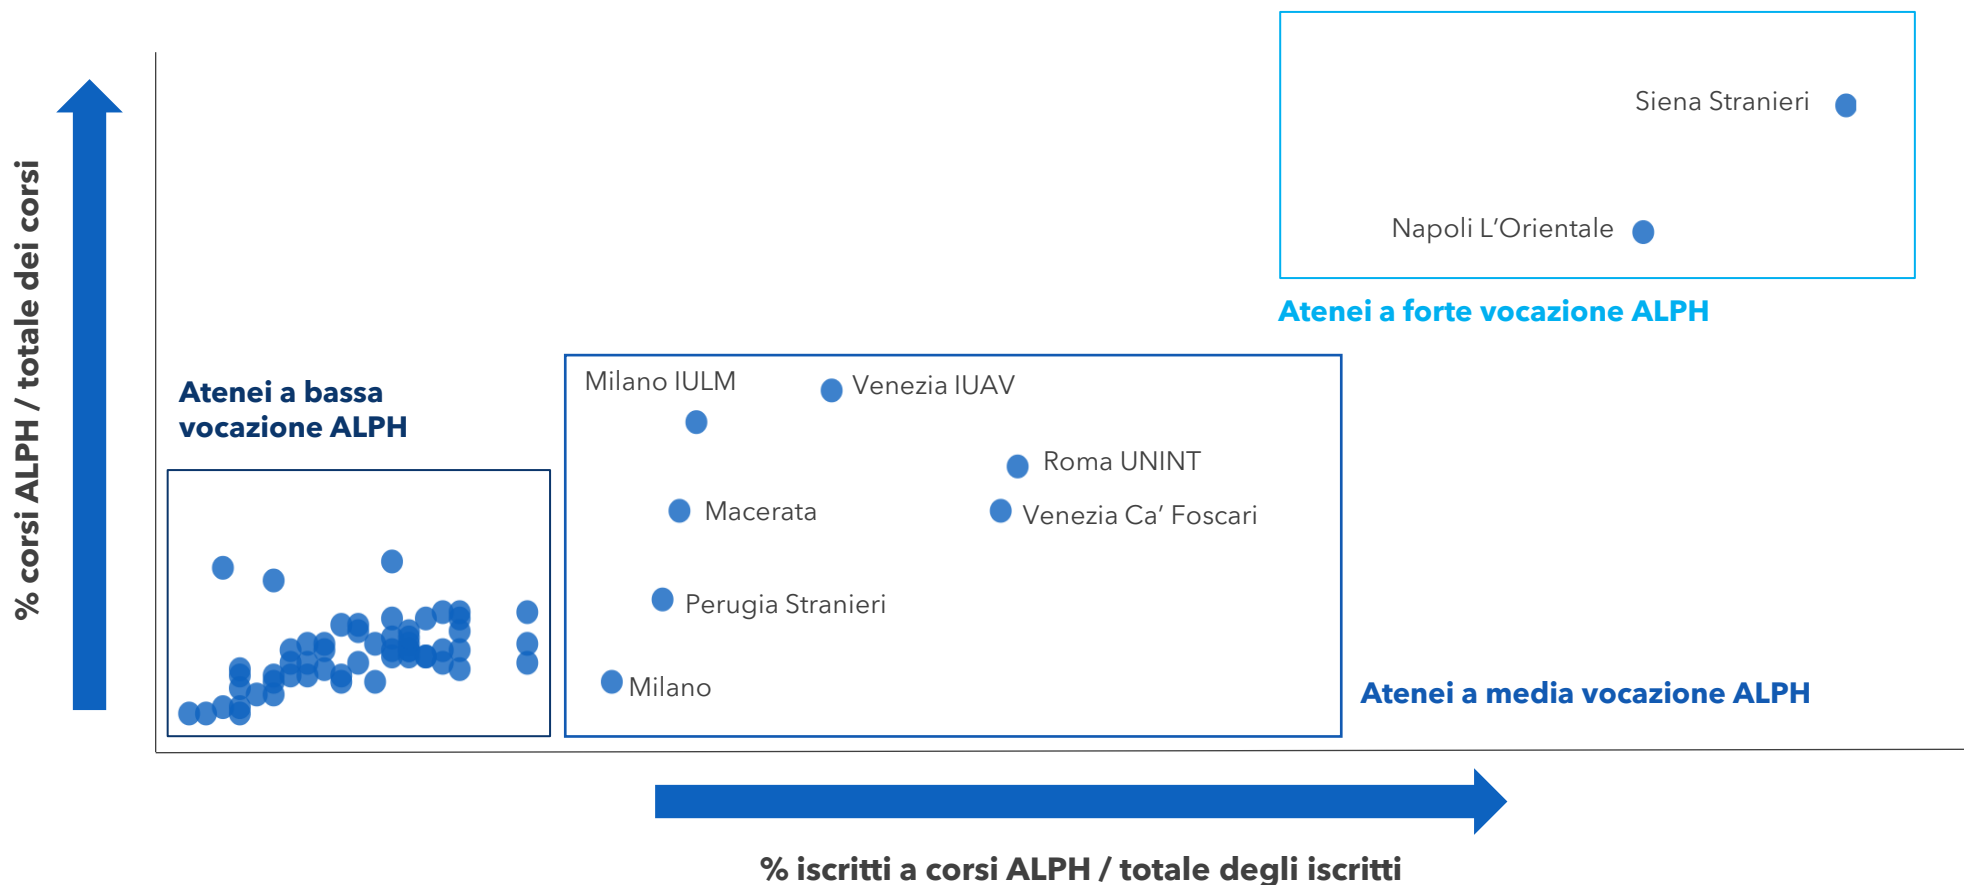 % corsi ALPH / totale dei corsi
Siena Stranieri
Napoli L’Orientale
Atenei a forte vocazione ALPH
Atenei a bassa
vocazione ALPH
Milano IULM
Venezia IUAV
Roma UNINT
Macerata
Venezia Ca’ Foscari
Perugia Stranieri
Milano
Atenei a media vocazione ALPH
% iscritti a corsi ALPH / totale degli iscritti